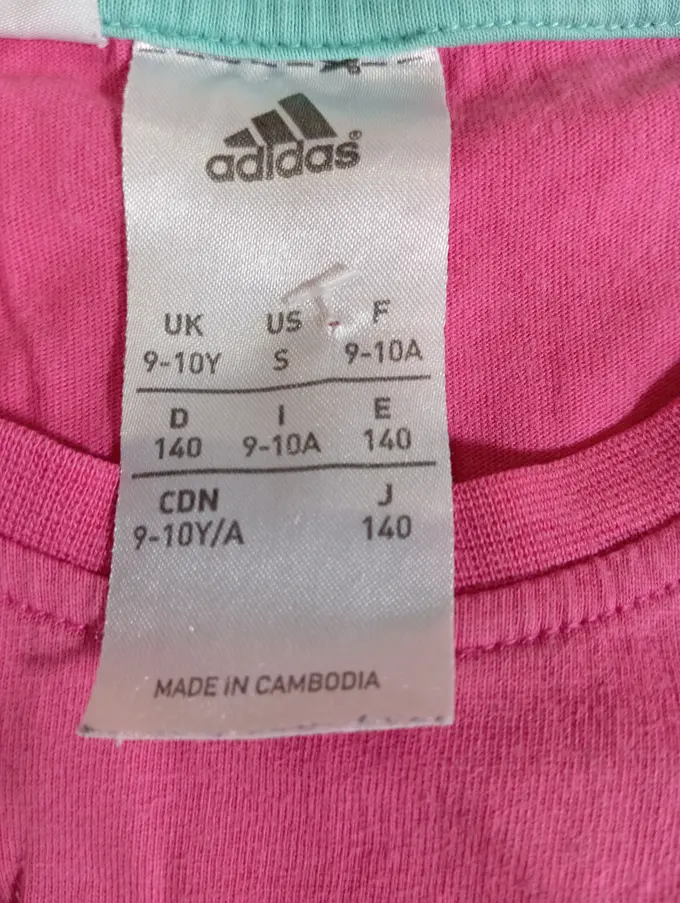 adidas®
UK US F
9-10Y S 9-10A
D I E
140 9-10A 140
CDN J
9-10Y/A 140
MADE IN CAMBODIA